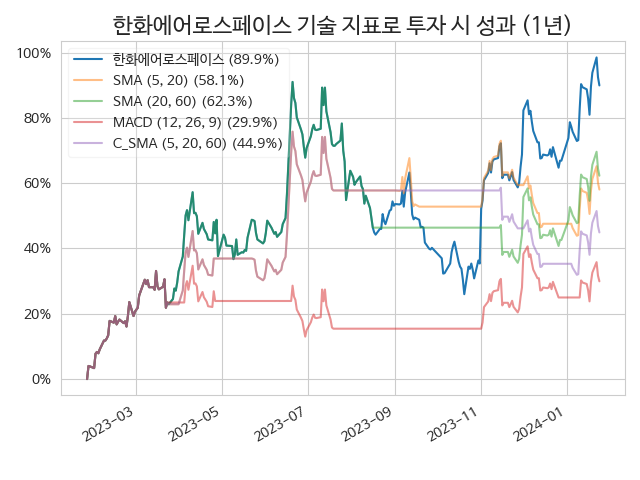 한화에어로스페이스 기술 지표로 투자 시 성과 (1년)
100%
80%
60%
40%
20%
0%
한화에어로스페이스 (89.9%)
SMA (5, 20) (58.1%)
SMA (20, 60) (62.3%)
MACD (12, 26, 9) (29.9%)
C_SMA (5, 20, 60) (44.9%)
2023-03
2023-05
2023-07
2023-09
2023-11
2024-01